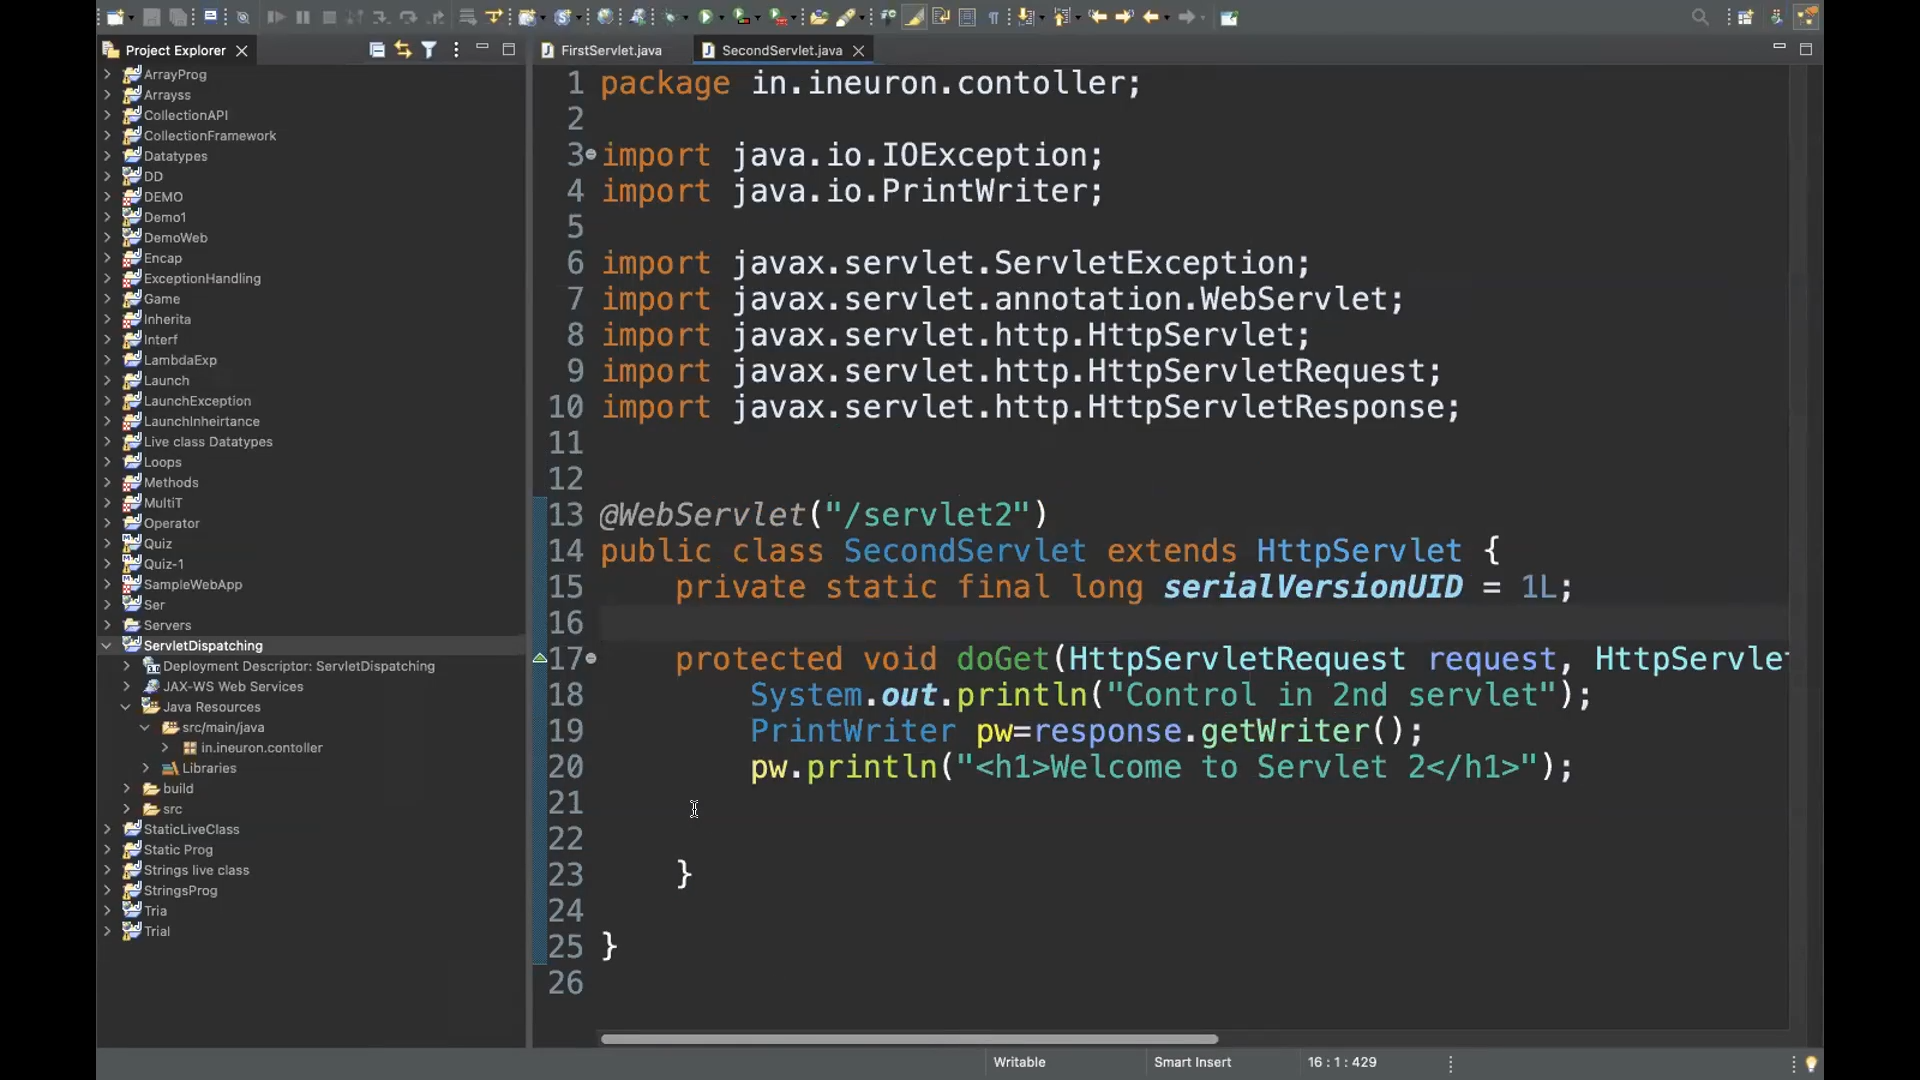 Project Explorer
ArrayProg
Arrayss
CollectionAPI
CollectionFramework
Datatypes
DD
DEMO
Demo1
DemoWeb
Encap
ExceptionHandling
Game
Inherita
Interf
LambdaExp
Launch
LaunchException
LaunchInheirtance
Live class Datatypes
Loops
Methods
MultiT
Operator
Quiz
Quiz-1
SampleWebApp
Ser
Servers
ServletDispatching
Deployment Descriptor: ServletDispatching
JAX-WS Web Services
Java Resources
src/main/java
in.ineuron.contoller
Libraries
build
src
StaticLiveClass
Static Prog
Strings live class
StringsProg
Tria
Trial
FirstServlet.java SecondServlet.java
1 package in.ineuron.contoller;
2
3 import java.io.IOException;
4 import java.io.PrintWriter;
5
6 import javax.servlet.ServletException;
7 import javax.servlet.annotation.WebServlet;
8 import javax.servlet.http.HttpServlet;
9 import javax.servlet.http.HttpServletRequest;
10 import javax.servlet.http.HttpServletResponse;
11
12
13 @WebServlet("/servlet2")
14 public class SecondServlet extends HttpServlet {
15 private static final long serialVersionUID = 1L;
16
17 protected void doGet(HttpServletRequest request, HttpServlet
18 System.out.println("Control in 2nd servlet");
19 PrintWriter pw=response.getWriter();
20 pw.println("<h1>Welcome to Servlet 2</h1>");
21
22
23 }
24
25 }
26
Writable Smart Insert 16 : 1 : 429